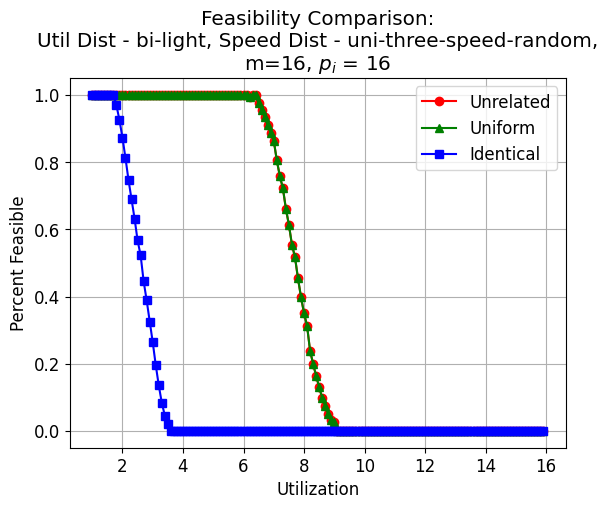 Feasibility Comparison:
Util Dist - bi-light, Speed Dist - uni-three-speed-random,
m=16, pᵢ = 16
1.0
0.8
0.6
0.4
0.2
0.0
Percent Feasible
Unrelated
Uniform
Identical
2 4 6 8 10 12 14 16
Utilization